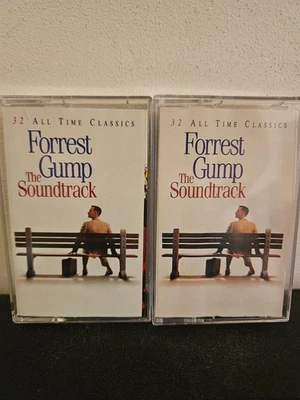 32 ALL TIME CLASSICS
Forrest
Gump
The
Soundtrack
32 ALL TIME CLASSICS
Forrest
Gump
The
Soundtrack